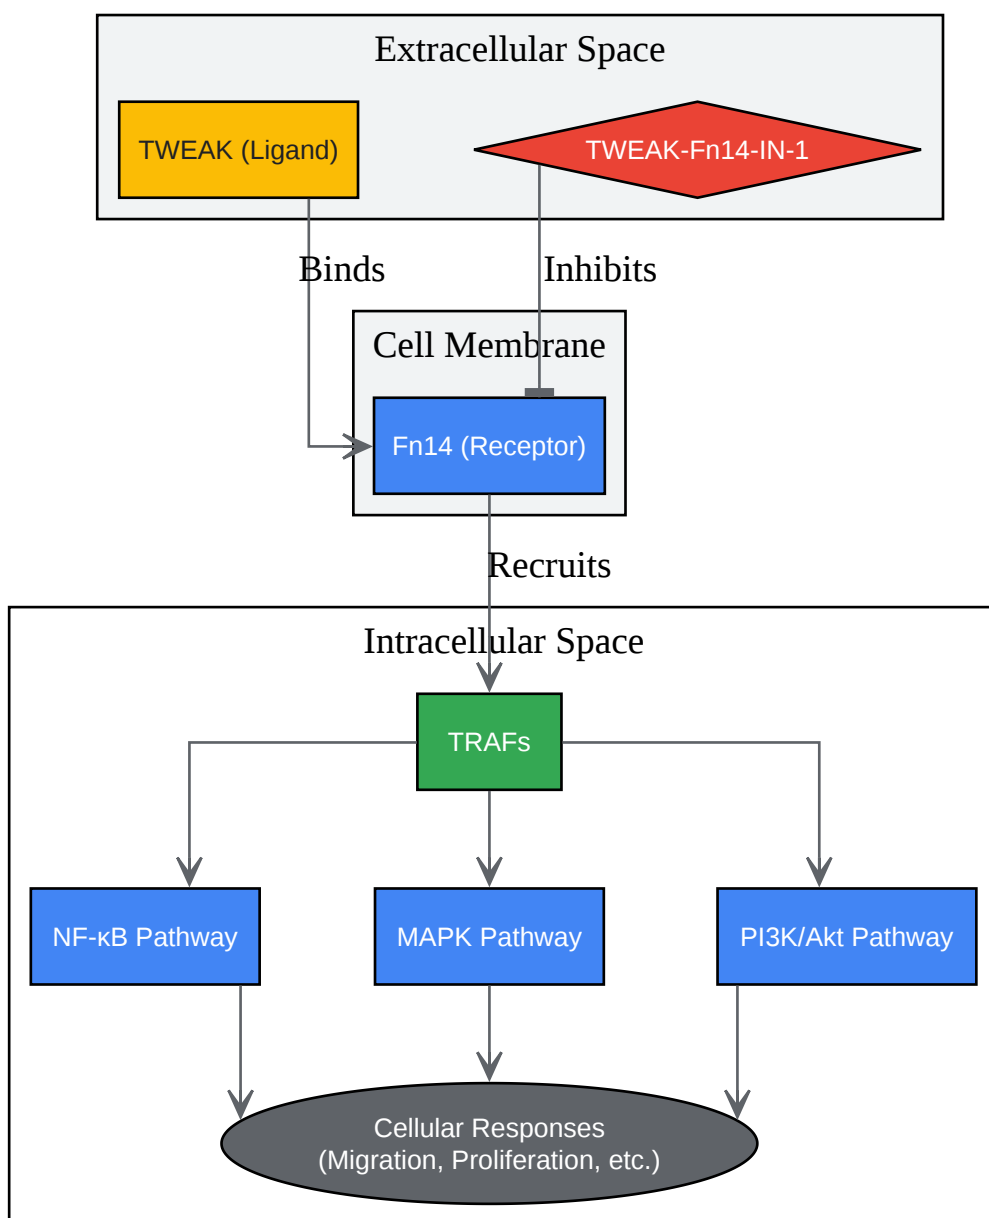 Extracellular Space
TWEAK (Ligand)
TWEAK-Fn14-IN-1
Binds
Inhibits
Cell Membrane
Fn14 (Receptor)
Recruits
Intracellular Space
TRAFs
NF-κB Pathway
MAPK Pathway
PI3K/Akt Pathway
Cellular Responses
(Migration, Proliferation, etc.)